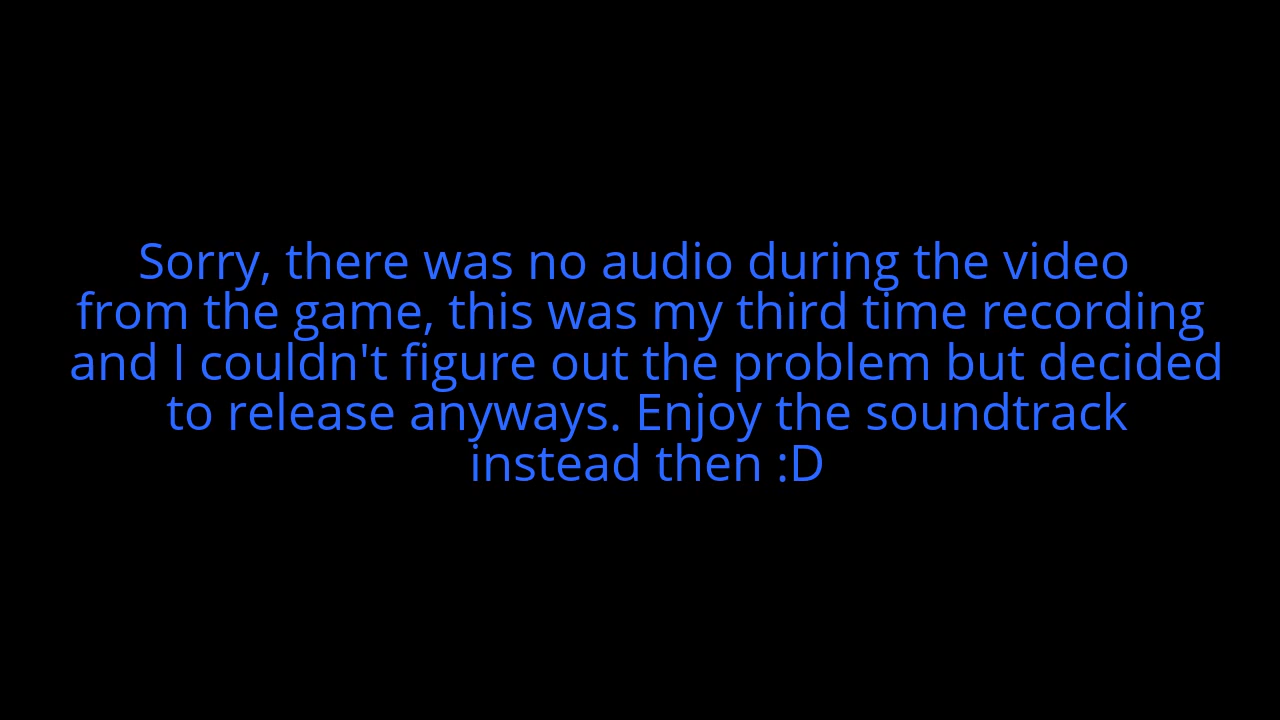 Sorry, there was no audio during the video
from the game, this was my third time recording
and I couldn't figure out the problem but decided
to release anyways. Enjoy the soundtrack
instead then :D